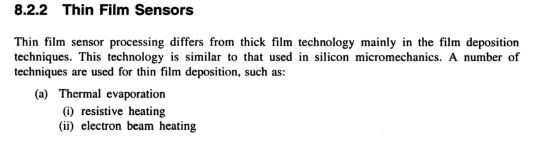 8.2.2 Thin Film Sensors
Thin film sensor processing differs from thick film technology mainly in the film deposition
techniques. This technology is similar to that used in silicon micromechanics. A number of
techniques are used for thin film deposition, such as:
(a) Thermal evaporation
(i) resistive heating
(ii) electron beam heating